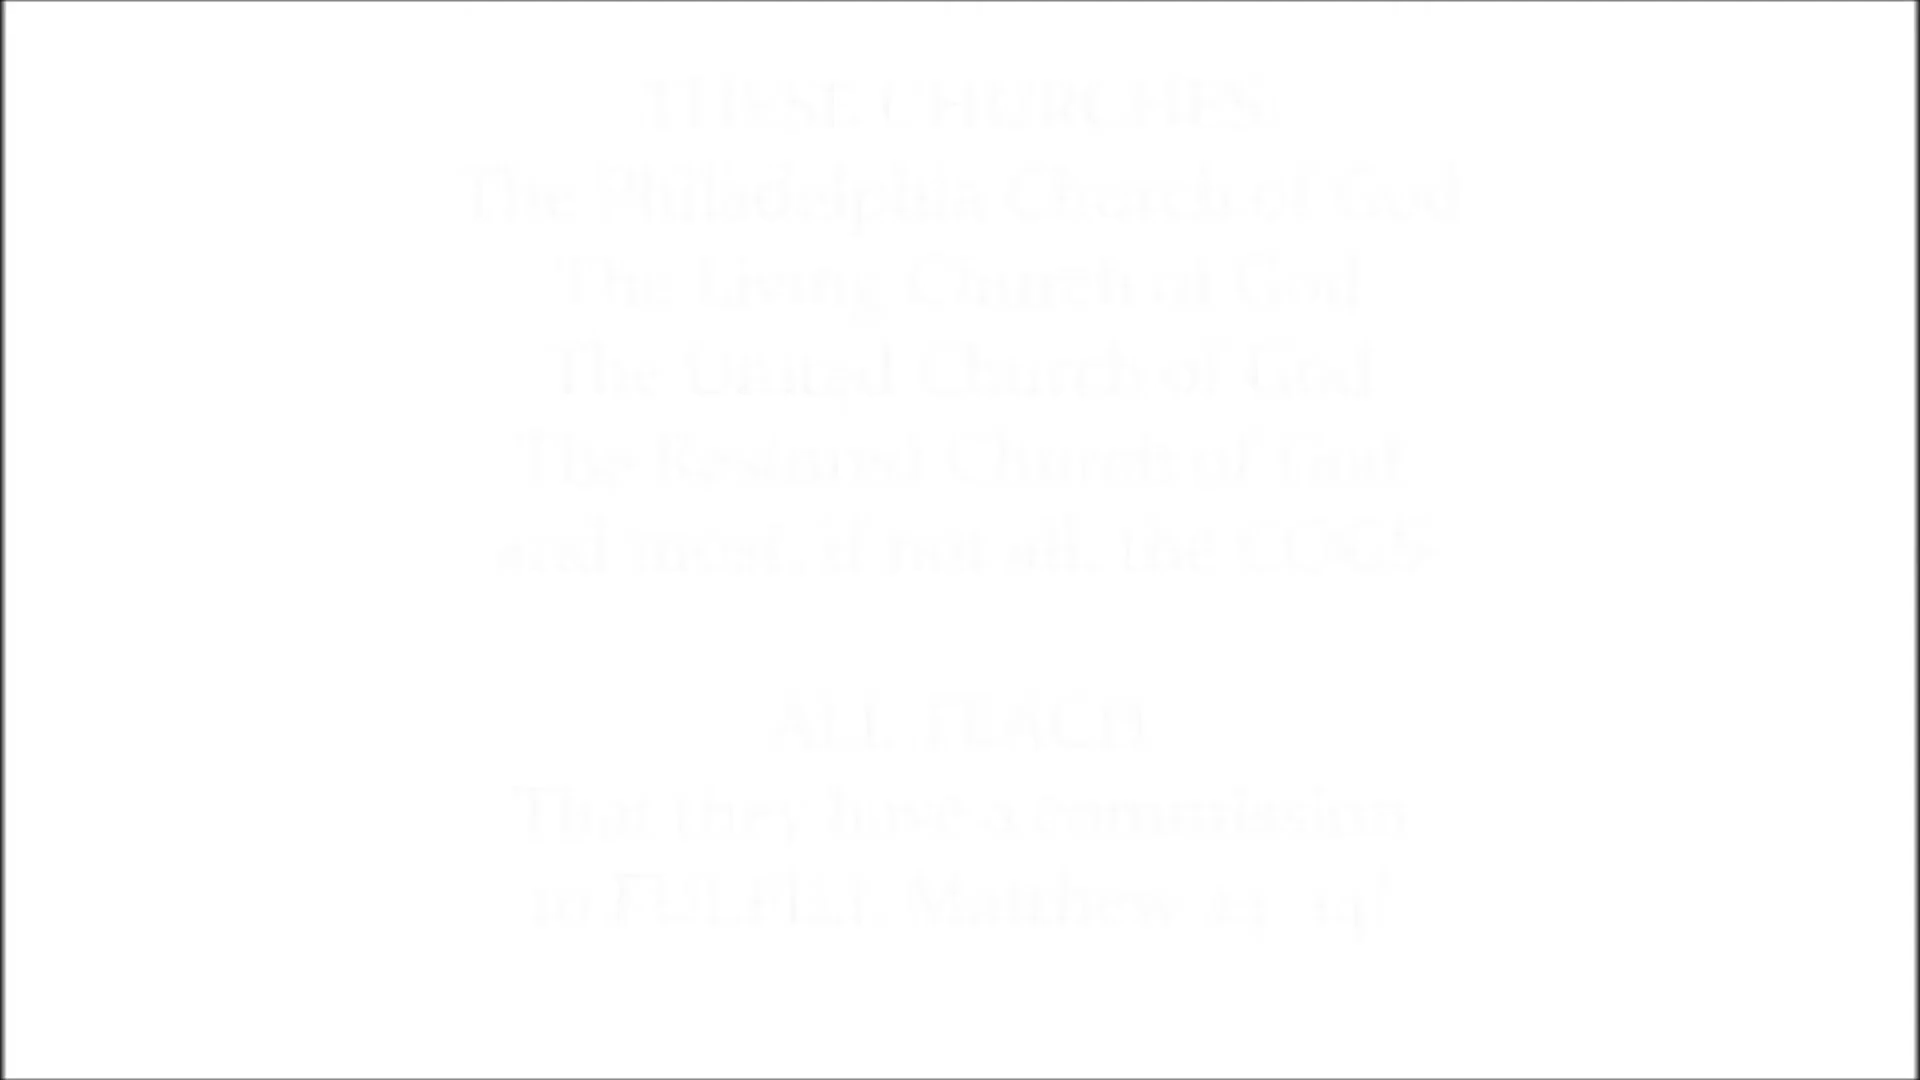 THESE CHURCHES:
The Philadelphia Church of God
The Living Church of God
The United Church of God
The Restored Church of God
and most, if not all, the COGS
ALL TEACH
That they have a commission
to FULFILL Matthew 24:14!